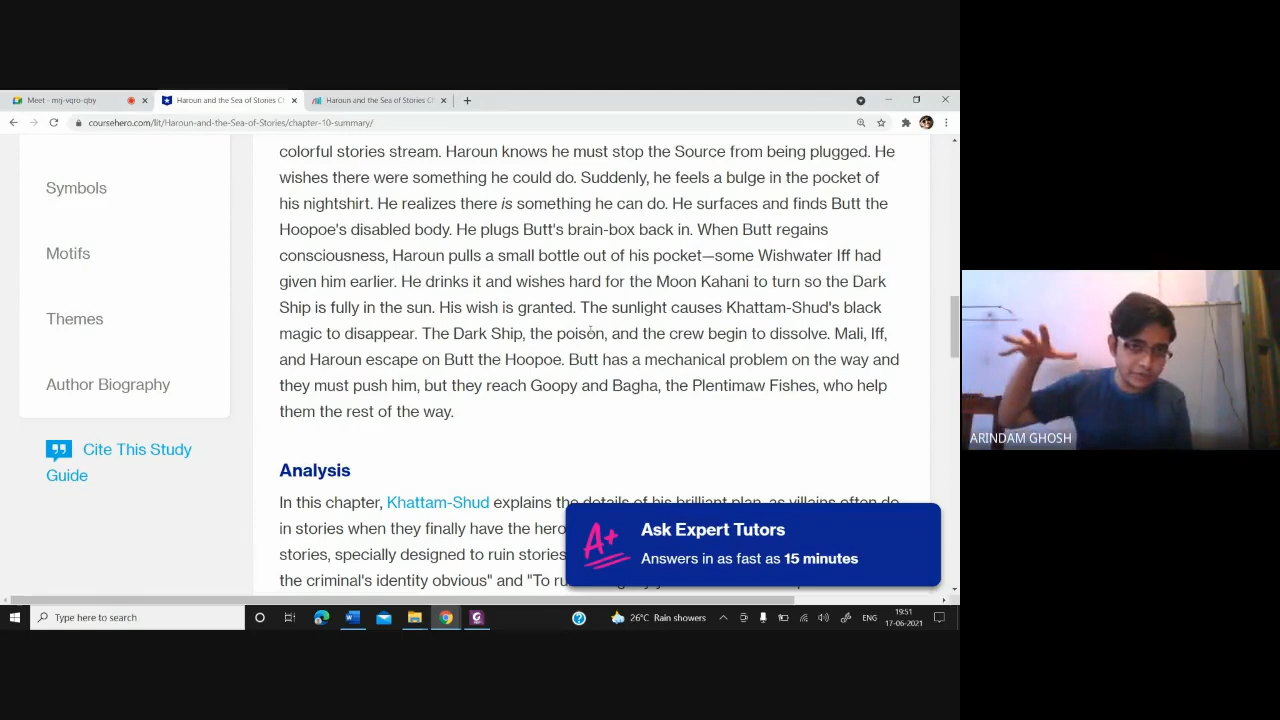 Meet - mrj-vqro-qby
Haroun and the Sea of Stories C
Haroun and the Sea of Stories C
coursehero.com/lit/Haroun-and-the-Sea-of-Stories/chapter-10-summary/
Symbols
Motifs
Themes
Author Biography
Cite This Study
Guide
colorful stories stream. Haroun knows he must stop the Source from being plugged. He
wishes there were something he could do. Suddenly, he feels a bulge in the pocket of
his nightshirt. He realizes there is something he can do. He surfaces and finds Butt the
Hoopoe's disabled body. He plugs Butt's brain-box back in. When Butt regains
consciousness, Haroun pulls a small bottle out of his pocket—some Wishwater Iff had
given him earlier. He drinks it and wishes hard for the Moon Kahani to turn so the Dark
Ship is fully in the sun. His wish is granted. The sunlight causes Khattam-Shud's black
magic to disappear. The Dark Ship, the poison, and the crew begin to dissolve. Mali, Iff,
and Haroun escape on Butt the Hoopoe. Butt has a mechanical problem on the way and
they must push him, but they reach Goopy and Bagha, the Plentimaw Fishes, who help
them the rest of the way.
Analysis
In this chapter, Khattam-Shud explains the details of his brilliant plan, as villains often do
in stories when they finally have the hero
stories, specially designed to ruin stories
the criminal's identity obvious" and "To ru
Ask Expert Tutors
Answers in as fast as 15 minutes
ARINDAM GHOSH
Type here to search
26°C Rain showers
ENG
19:51
17-06-2021